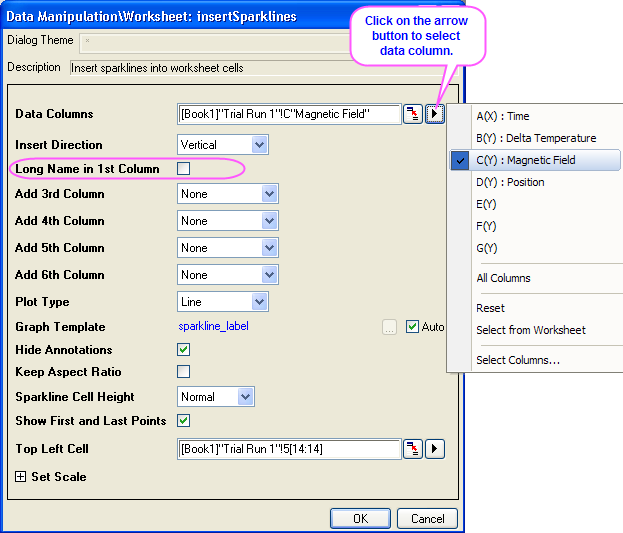 Data Manipulation\Worksheet: insertSparklines
Click on the arrow
button to select
data column.
Dialog Theme *
Description Insert sparklines into worksheet cells
Data Columns [Book1]"Trial Run 1"!C"Magnetic Field"
Insert Direction Vertical
Long Name in 1st Column
Add 3rd Column None
Add 4th Column None
Add 5th Column None
Add 6th Column None
Plot Type Line
Graph Template sparkline_label ... Auto
Hide Annotations
Keep Aspect Ratio
Sparkline Cell Height Normal
Show First and Last Points
Top Left Cell [Book1]"Trial Run 1"!5[14:14]
Set Scale
OK Cancel
A(X) : Time
B(Y) : Delta Temperature
C(Y) : Magnetic Field
D(Y) : Position
E(Y)
F(Y)
G(Y)
All Columns
Reset
Select from Worksheet
Select Columns...